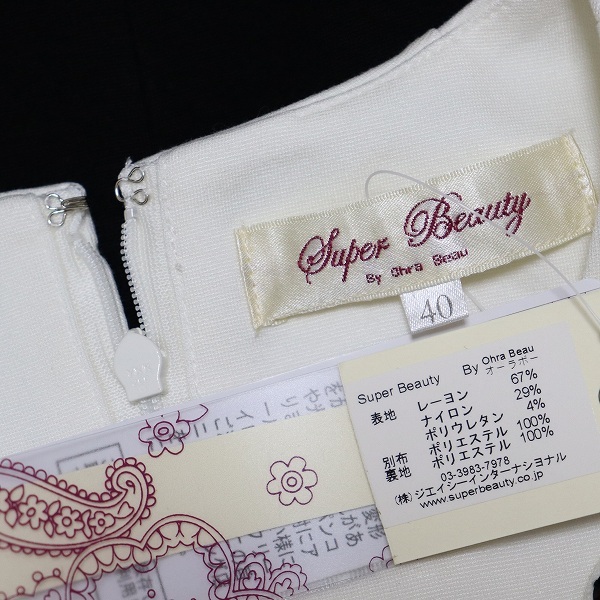 Super Beauty
By Ohra Beau
40
Super Beauty By Ohra Beau
オーラボー
表地 レーヨン 67%
ナイロン 29%
ポリウレタン 4%
別布 ポリエステル 100%
裏地 ポリエステル 100%
03-3983-7978
(株)ジエイシーインターナシヨナル
www.superbeauty.co.jp